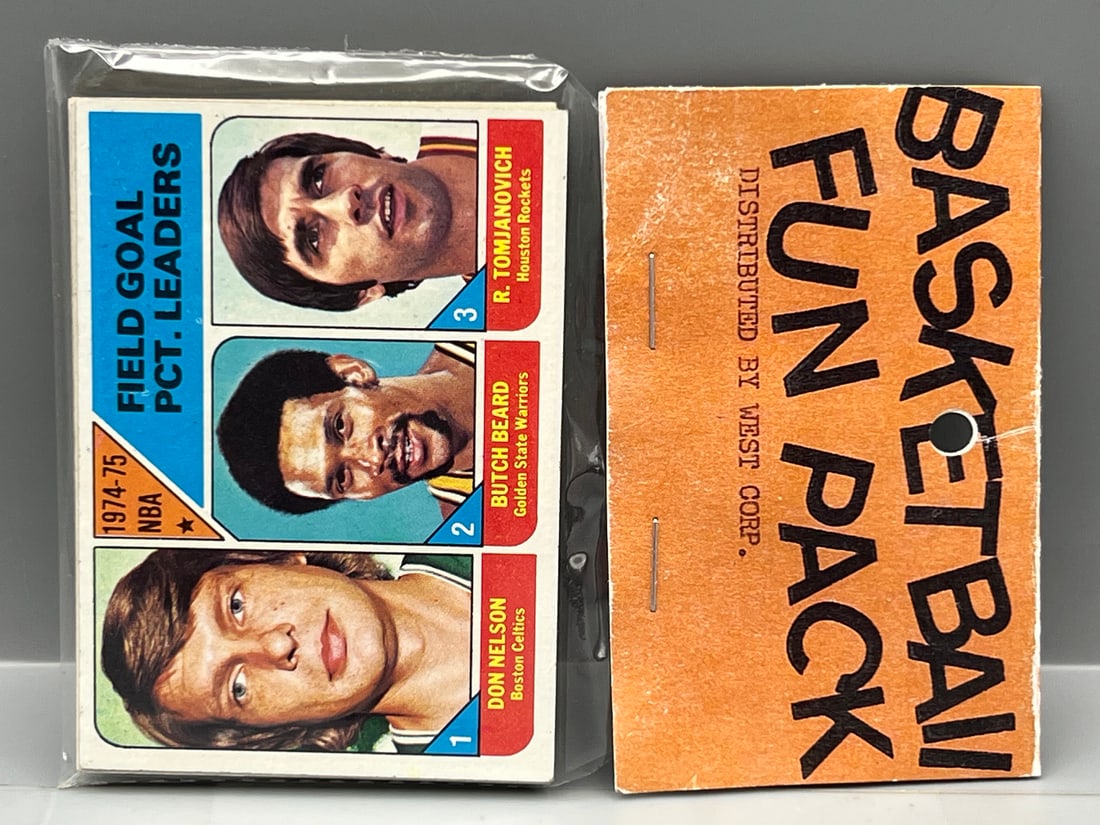 1974-75
NBA
FIELD GOAL
PCT. LEADERS
1
DON NELSON
Boston Celtics
2
BUTCH BEARD
Golden State Warriors
3
R. TOMJANOVICH
Houston Rockets
BASKETBALL
FUN PACK
DISTRIBUTED BY WEST CORP.